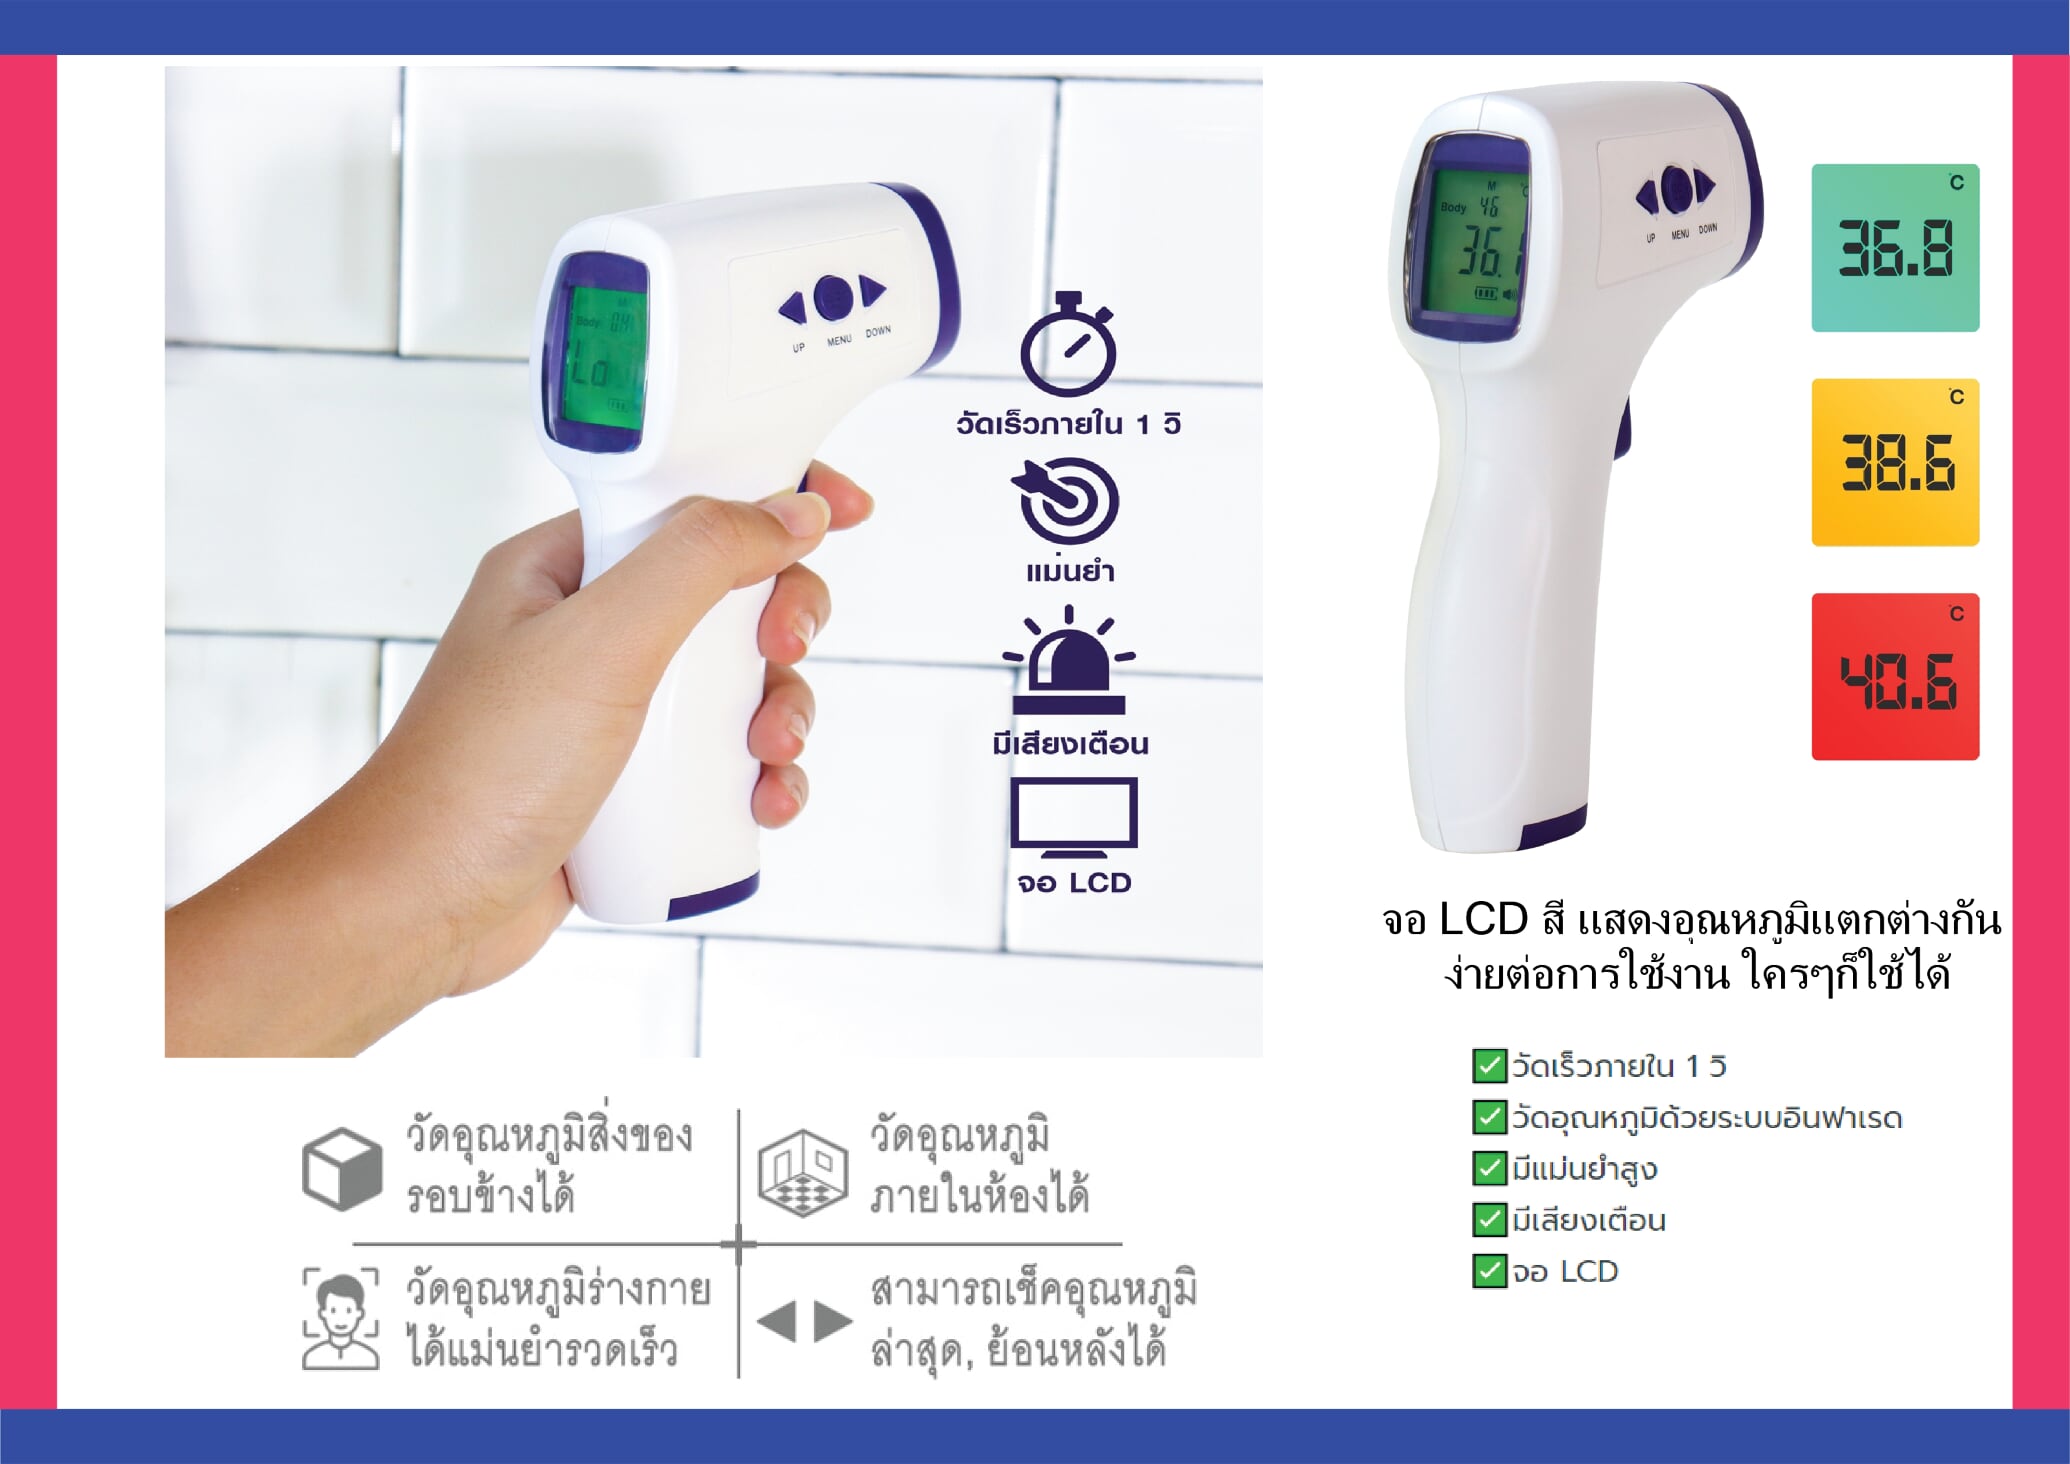 M
Body 04
Lo
UP MENU DOWN
วัดเร็วภายใน 1 วิ
แม่นยำ
มีเสียงเตือน
จอ LCD
M °C
Body 46
36.1
UP MENU DOWN
°C
36.8
°C
38.6
°C
40.6
จอ LCD สี แสดงอุณหภูมิแตกต่างกัน
ง่ายต่อการใช้งาน ใครๆก็ใช้ได้
วัดเร็วภายใน 1 วิ
วัดอุณหภูมิด้วยระบบอินฟาเรด
มีแม่นยำสูง
มีเสียงเตือน
จอ LCD
วัดอุณหภูมิสิ่งของ
รอบข้างได้
วัดอุณหภูมิ
ภายในห้องได้
วัดอุณหภูมิร่างกาย
ได้แม่นยำรวดเร็ว
สามารถเช็คอุณหภูมิ
ล่าสุด, ย้อนหลังได้